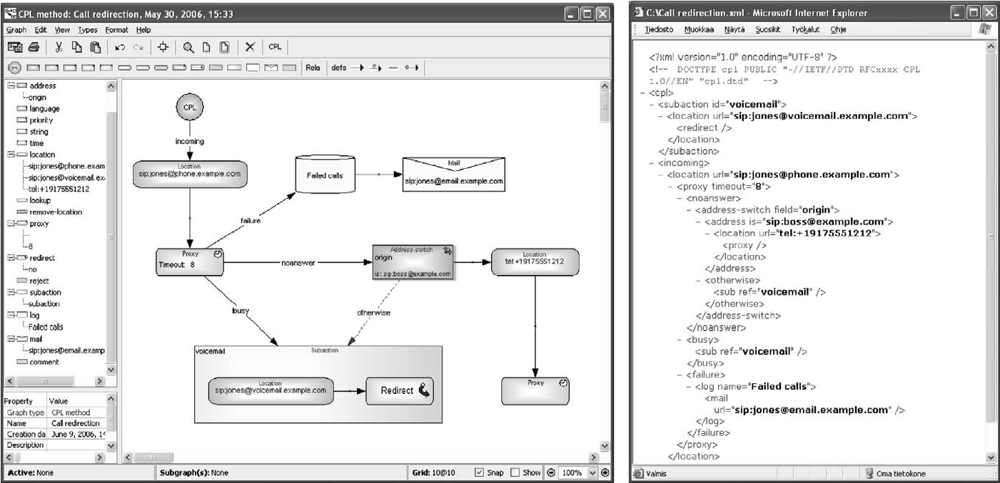 CPL method: Call redirection, May 30, 2006, 15:33
Graph Edit View Types Format Help
CPL
Rela defa
address
origin
language
priority
string
time
location
sip:jones@phone.exam
sip:jones@voicemail.ex
tel:+19175551212
lookup
remove-location
proxy
8
redirect
no
reject
subaction
subaction
log
Failed calls
mail
sip:jones@email.examp
comment
Property Value
Graph type CPL method
Name Call redirection
Creation da June 9, 2006, 1
Description
CPL
incoming
Location
sip:jones@phone.example.com
Failed calls
Mail
sip:jones@email.example.com
failure
Proxy
Timeout: 8
noanswer
Address-switch
origin
is: sip:boss@example.com
Location
tel:+19175551212
busy
otherwise
voicemail Subaction
Location
sip:jones@voicemail.example.com
Redirect
Proxy
Active: None Subgraph(s): None Grid: 10@10 Snap Show 100%
C:\Call redirection.xml - Microsoft Internet Explorer
Tiedosto Muokkaa Näytä Suosikit Työkalut Ohje
<?xml version="1.0" encoding="UTF-8" ?>
<!-- DOCTYPE cpl PUBLIC "-//IETF//DTD RFCxxxx CPL
1.0//EN" "cpl.dtd" -->
- <cpl>
- <subaction id="voicemail">
- <location url="sip:jones@voicemail.example.com">
<redirect />
</location>
</subaction>
- <incoming>
- <location url="sip:jones@phone.example.com">
- <proxy timeout="8">
- <noanswer>
- <address-switch field="origin">
- <address is="sip:boss@example.com">
- <location url="tel:+19175551212">
<proxy />
</location>
</address>
- <otherwise>
<sub ref="voicemail" />
</otherwise>
</address-switch>
</noanswer>
- <busy>
<sub ref="voicemail" />
</busy>
- <failure>
- <log name="Failed calls">
<mail
url="sip:jones@email.example.com" />
</log>
</failure>
</proxy>
</location>
Valmis Oma tietokone